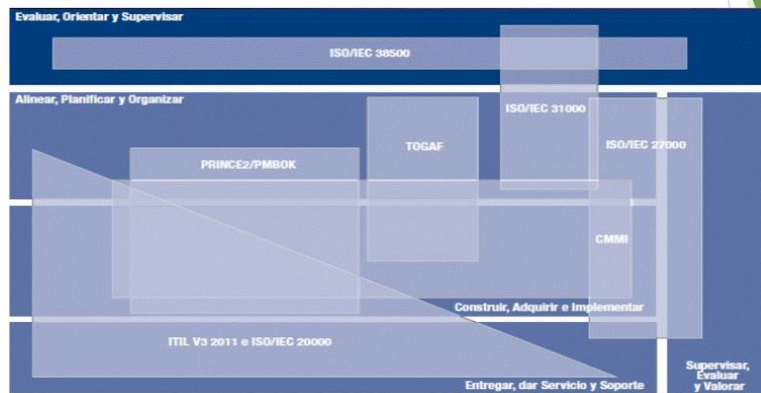 Evaluar, Orientar y Supervisar
ISO/IEC 38500
Alinear, Planificar y Organizar
ISO/IEC 31000
TOGAF
ISO/IEC 27000
PRINCE2/PMBOK
CMMI
Construir, Adquirir e Implementar
ITIL V3 2011 e ISO/IEC 20000
Entregar, dar Servicio y Soporte
Supervisar,
Evaluar
y Valorar